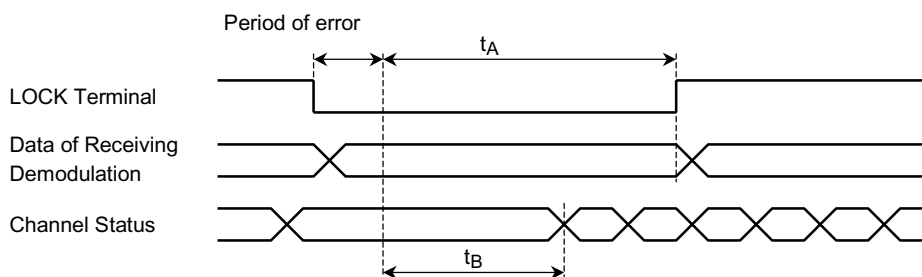 Period of error
tA
LOCK Terminal
Data of Receiving
Demodulation
Channel Status
tB